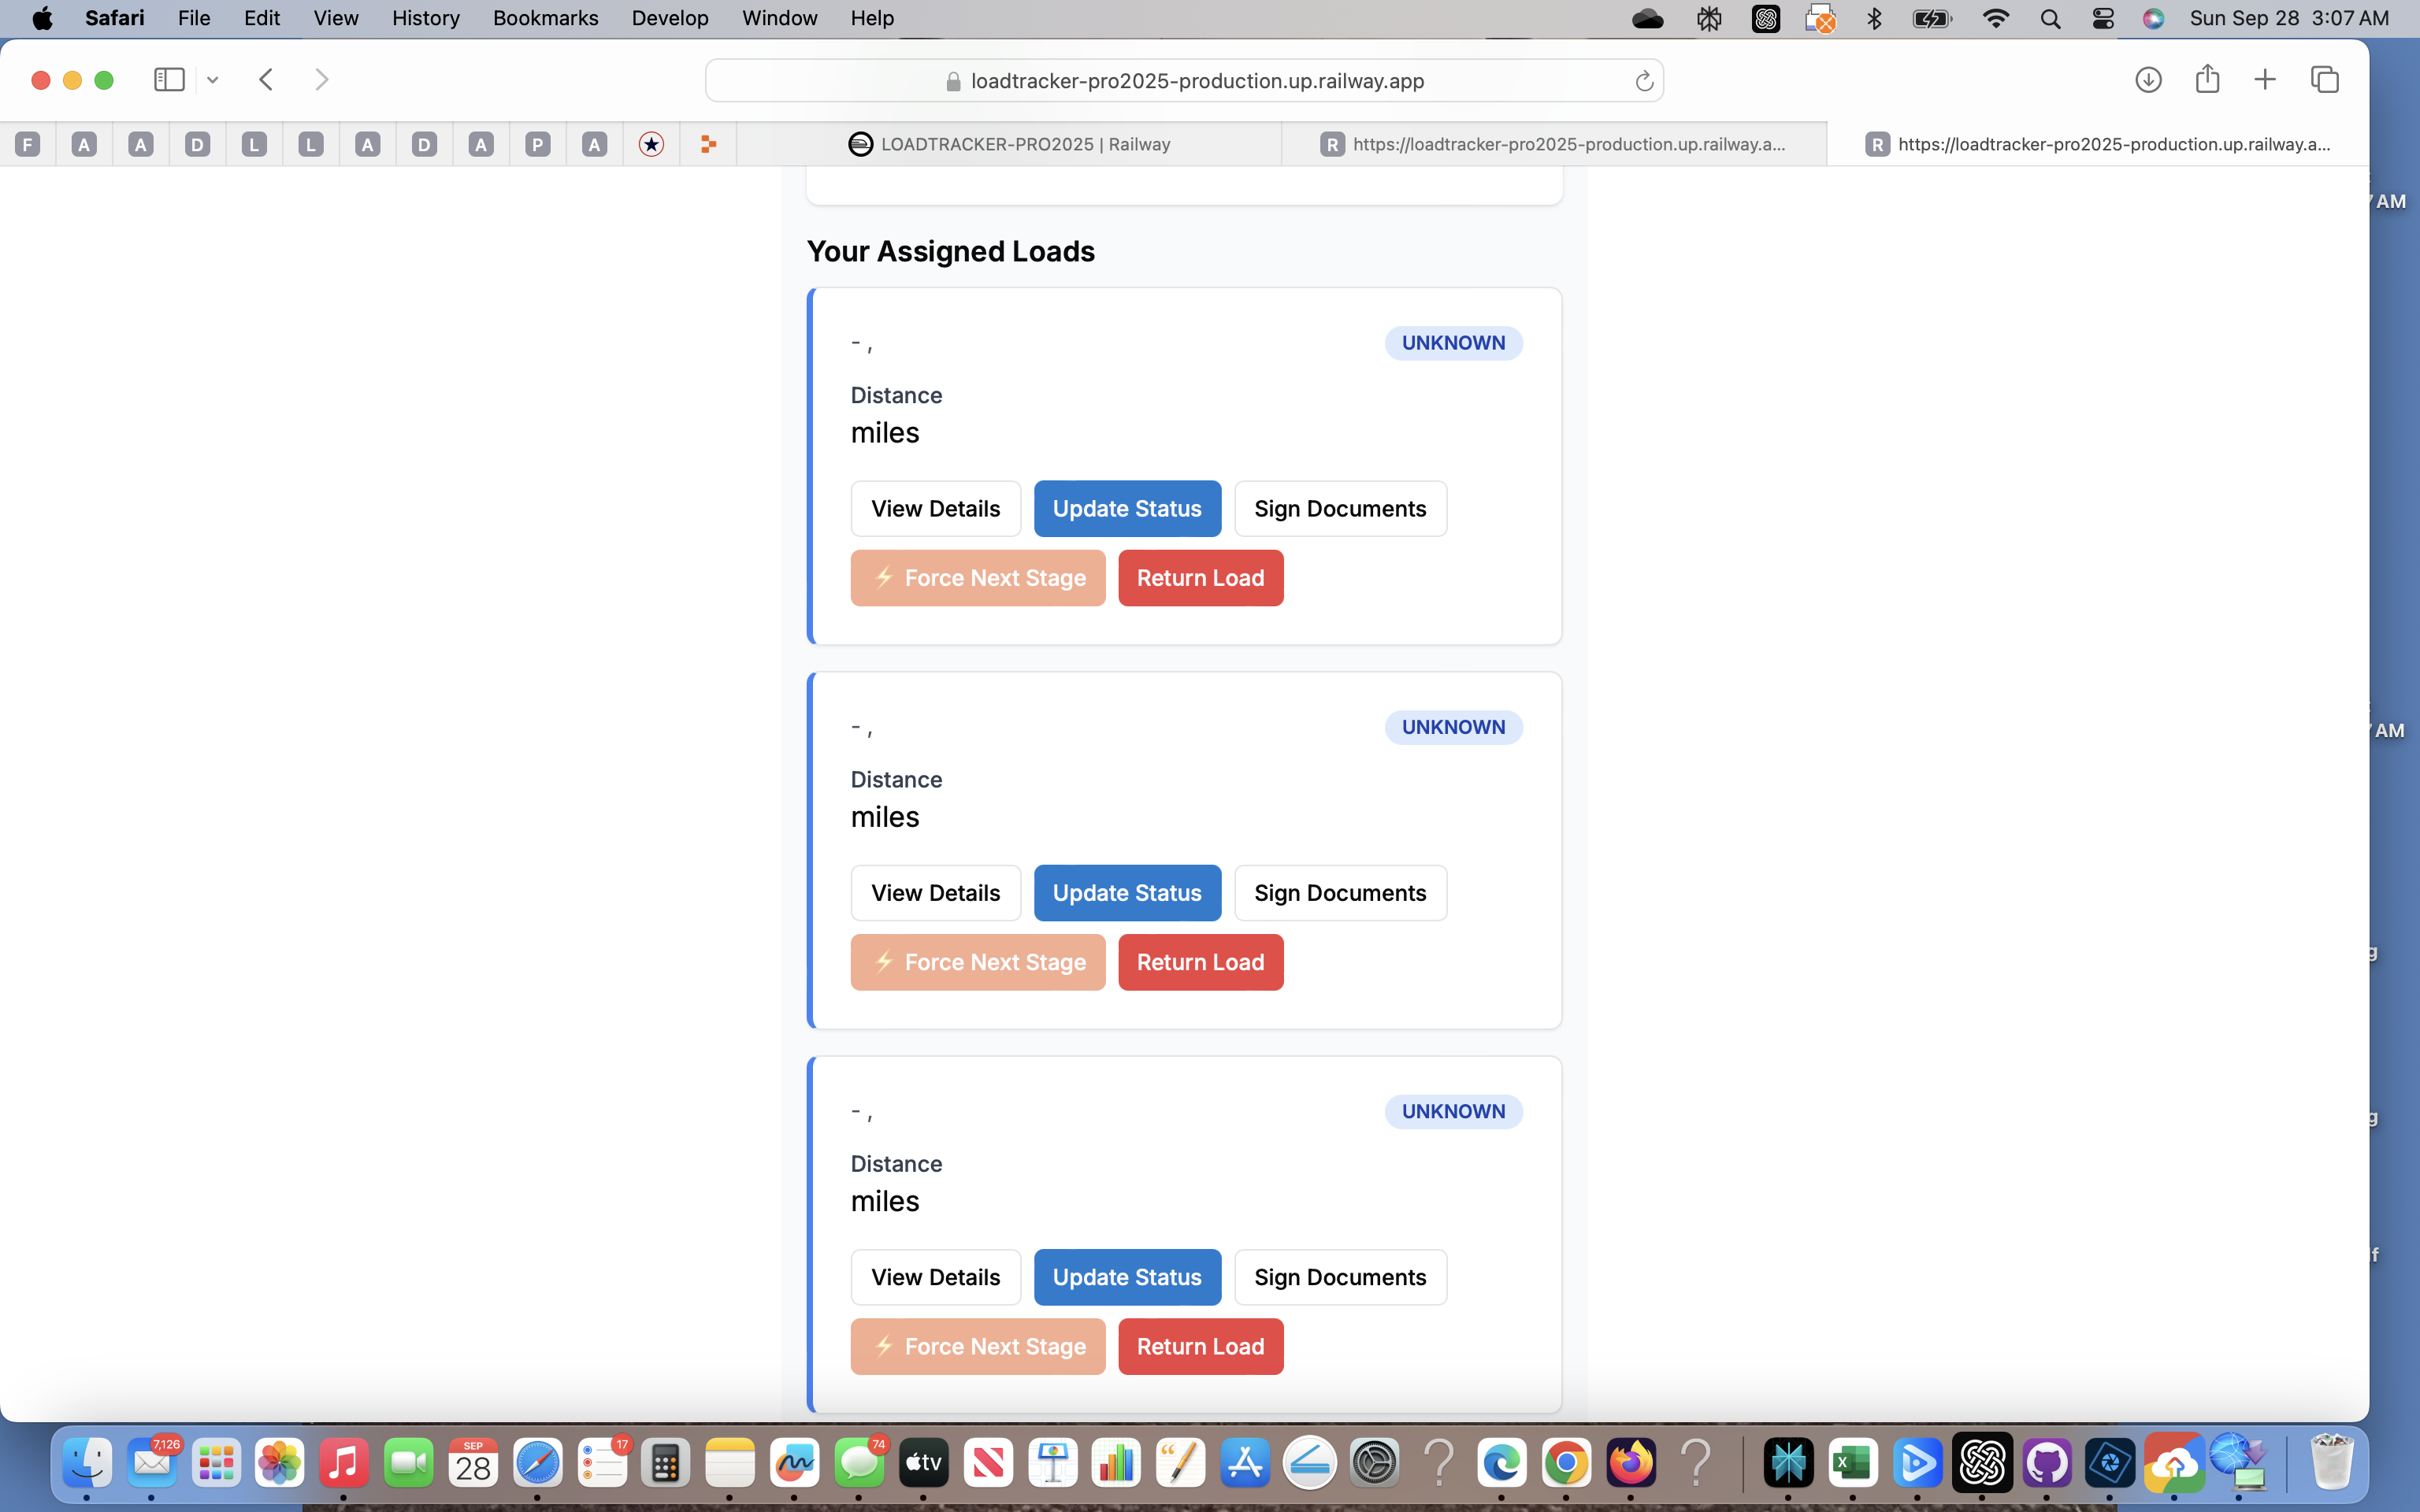 Safari File Edit View History Bookmarks Develop Window Help Sun Sep 28 3:07 AM
loadtracker-pro2025-production.up.railway.app
F A A D L L A D A P A LOADTRACKER-PRO2025 | Railway R https://loadtracker-pro2025-production.up.railway.a... R https://loadtracker-pro2025-production.up.railway.a...
AM
Your Assigned Loads
- , UNKNOWN
Distance
miles
View Details Update Status Sign Documents
⚡ Force Next Stage Return Load
- , UNKNOWN
AM
Distance
miles
View Details Update Status Sign Documents
⚡ Force Next Stage Return Load
g
- , UNKNOWN
g
Distance
miles
View Details Update Status Sign Documents
f
⚡ Force Next Stage Return Load
7,126 SEP 28 17 74 tv X